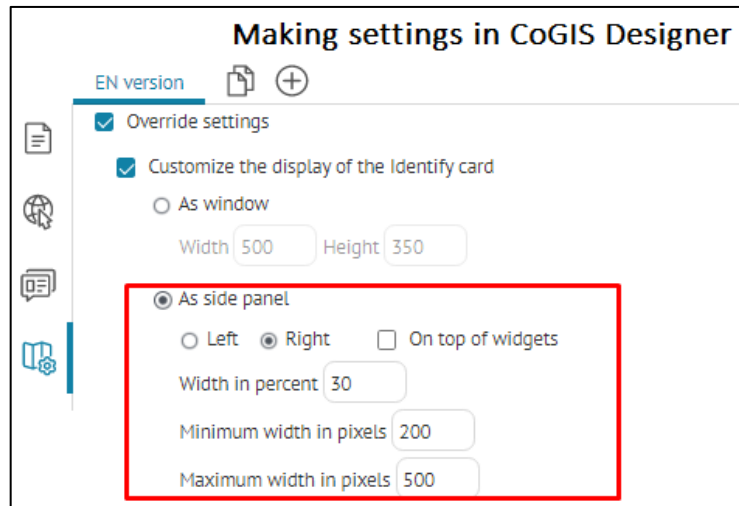 Making settings in CoGIS Designer
EN version
Override settings
Customize the display of the Identify card
As window
Width 500 Height 350
As side panel
Left Right On top of widgets
Width in percent 30
Minimum width in pixels 200
Maximum width in pixels 500